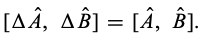 [ΔÂ, ΔB̂] = [Â, B̂].